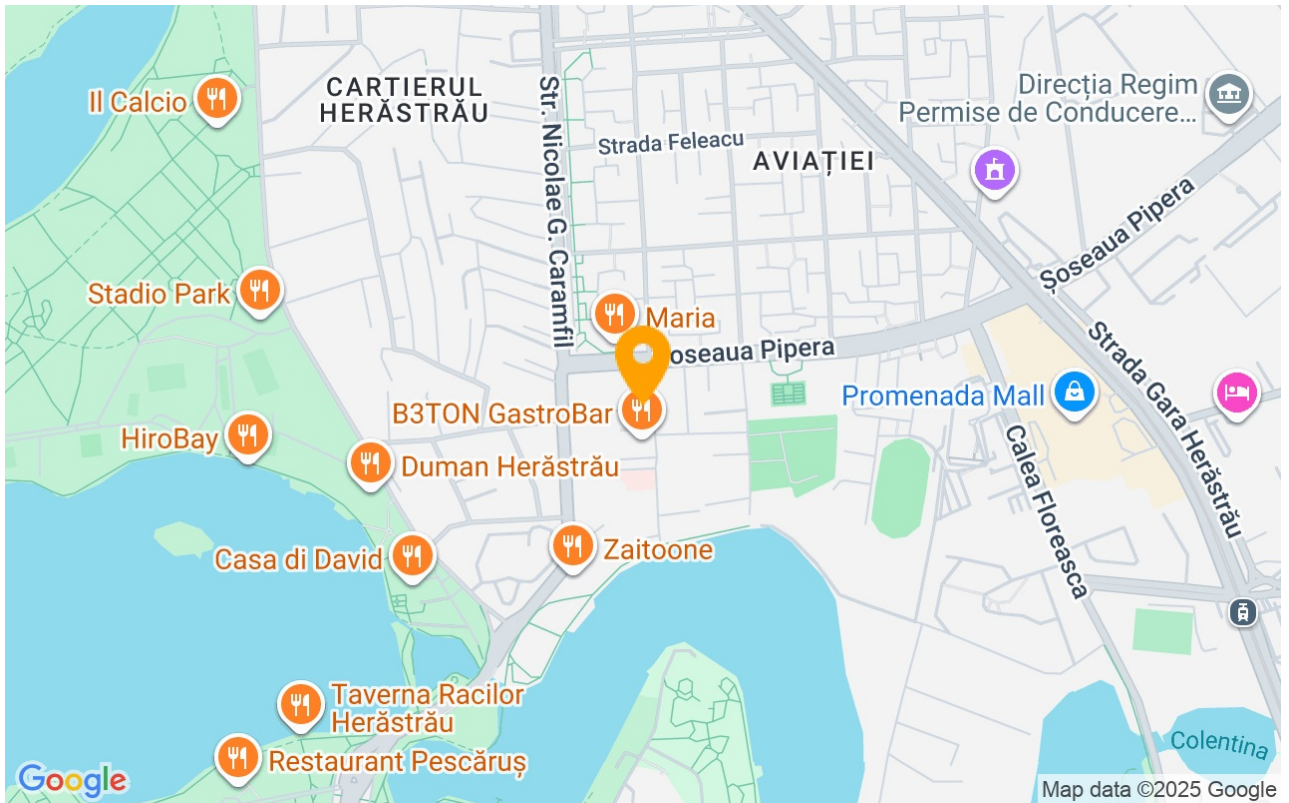 Il Calcio
CARTIERUL
HERĂSTRĂU
Str. Nicolae G. Caramfil
Strada Feleacu
AVIAȚIEI
Direcția Regim
Permise de Conducere...
Șoseaua Pipera
Stadio Park
Maria
oseaua Pipera
Strada Gara Herăstrău
Promenada Mall
B3TON GastroBar
HiroBay
Duman Herăstrău
Calea Floreasca
Casa di David
Zaitoone
Taverna Racilor
Herăstrău
Restaurant Pescăruș
Colentina
Google
Map data ©2025 Google